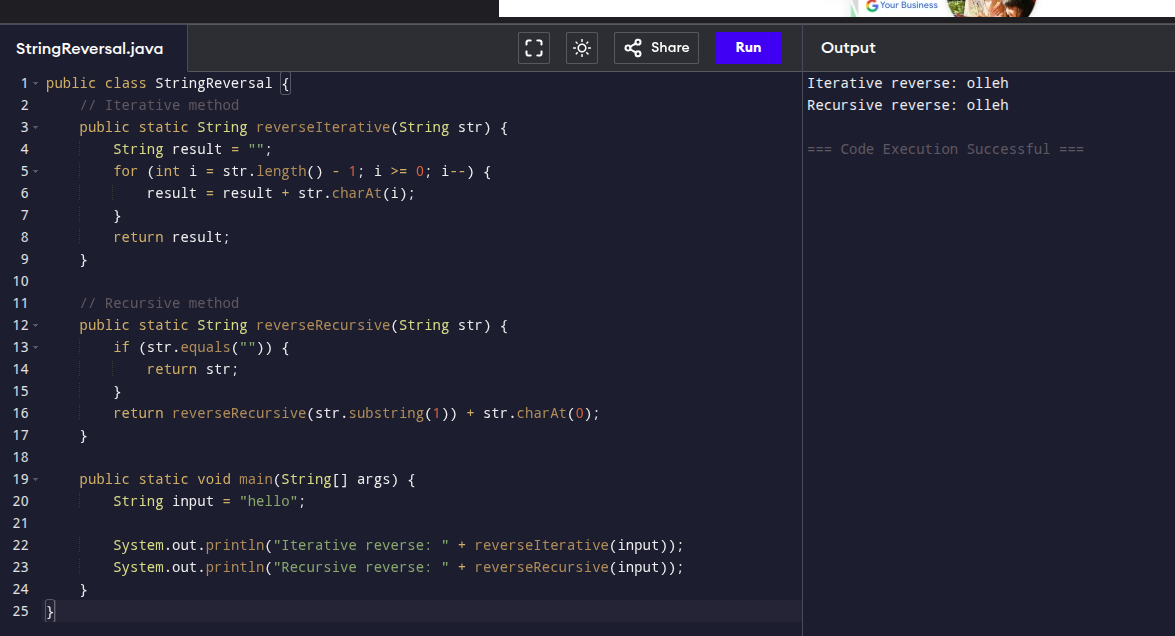 Your Business
StringReversal.java
Share
Run
Output
1 public class StringReversal {
2     // Iterative method
3     public static String reverseIterative(String str) {
4         String result = "";
5         for (int i = str.length() - 1; i >= 0; i--) {
6             result = result + str.charAt(i);
7         }
8         return result;
9     }
10
11     // Recursive method
12     public static String reverseRecursive(String str) {
13         if (str.equals("")) {
14             return str;
15         }
16         return reverseRecursive(str.substring(1)) + str.charAt(0);
17     }
18
19     public static void main(String[] args) {
20         String input = "hello";
21
22         System.out.println("Iterative reverse: " + reverseIterative(input));
23         System.out.println("Recursive reverse: " + reverseRecursive(input));
24     }
25 }
Iterative reverse: olleh
Recursive reverse: olleh
=== Code Execution Successful ===